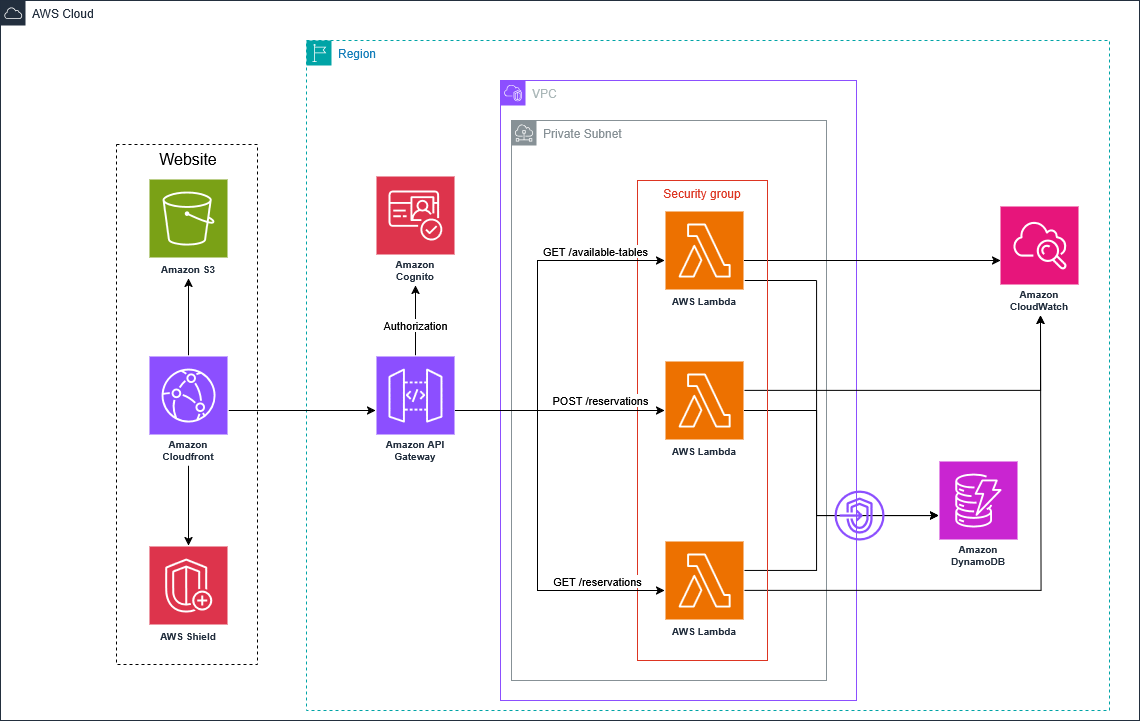 AWS Cloud
Region
VPC
Private Subnet
Website
Security group
Amazon S3
Amazon
Cognito
GET /available-tables
AWS Lambda
Amazon
CloudWatch
Authorization
POST /reservations
Amazon
Cloudfront
Amazon API
Gateway
AWS Lambda
Amazon
DynamoDB
GET /reservations
AWS Shield
AWS Lambda